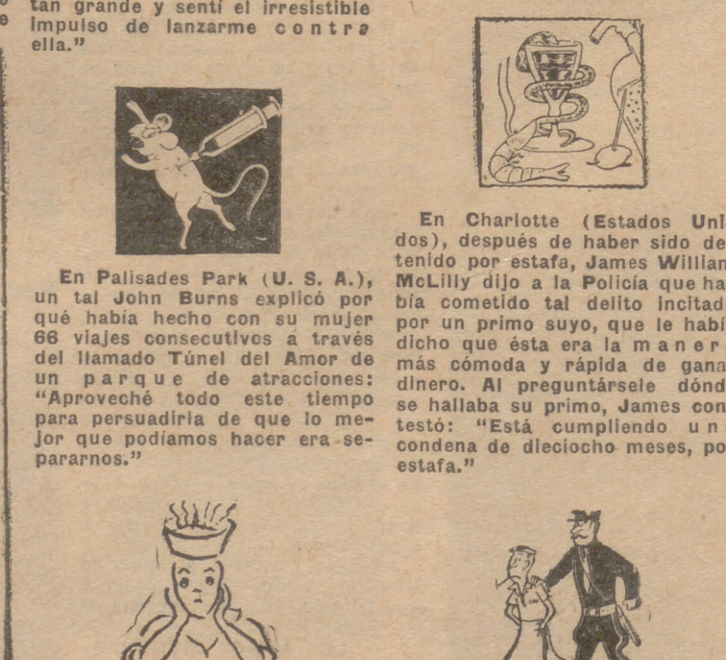 tan grande y sentí el irresistible
impulso de lanzarme contra
ella."
En Palisades Park (U. S. A.),
un tal John Burns explicó por
qué había hecho con su mujer
66 viajes consecutivos a través
del llamado Túnel del Amor de
un parque de atracciones:
"Aproveché todo este tiempo
para persuadirla de que lo me-
jor que podíamos hacer era se-
pararnos."
En Charlotte (Estados Uni
dos), después de haber sido de
tenido por estafa, James Willian
McLilly dijo a la Policía que ha
bía cometido tal delito incitad
por un primo suyo, que le habí
dicho que ésta era la maner
más cómoda y rápida de gana
dinero. Al preguntársele dónd
se hallaba su primo, James con
testó: "Está cumpliendo un
condena de dieciocho meses, po
estafa."